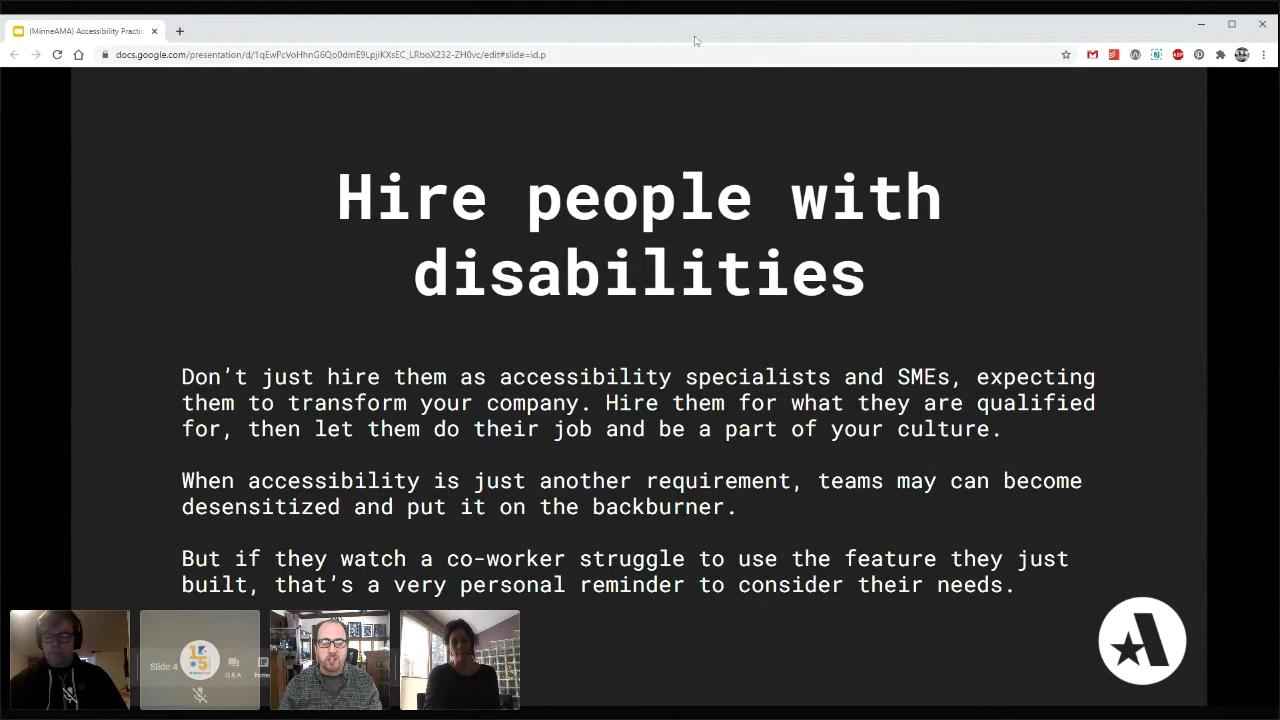 (MinneAMA) Accessibility Practic
docs.google.com/presentation/d/1qEwPcVoHhnG6Qo0dmE9LpjiKXsEC_LRboX232-ZH0vc/edit#slide=id.p
Hire people with
disabilities
Don’t just hire them as accessibility specialists and SMEs, expecting
them to transform your company. Hire them for what they are qualified
for, then let them do their job and be a part of your culture.
When accessibility is just another requirement, teams may can become
desensitized and put it on the backburner.
But if they watch a co-worker struggle to use the feature they just
built, that’s a very personal reminder to consider their needs.
Slide 4
Q & A
Notes
A